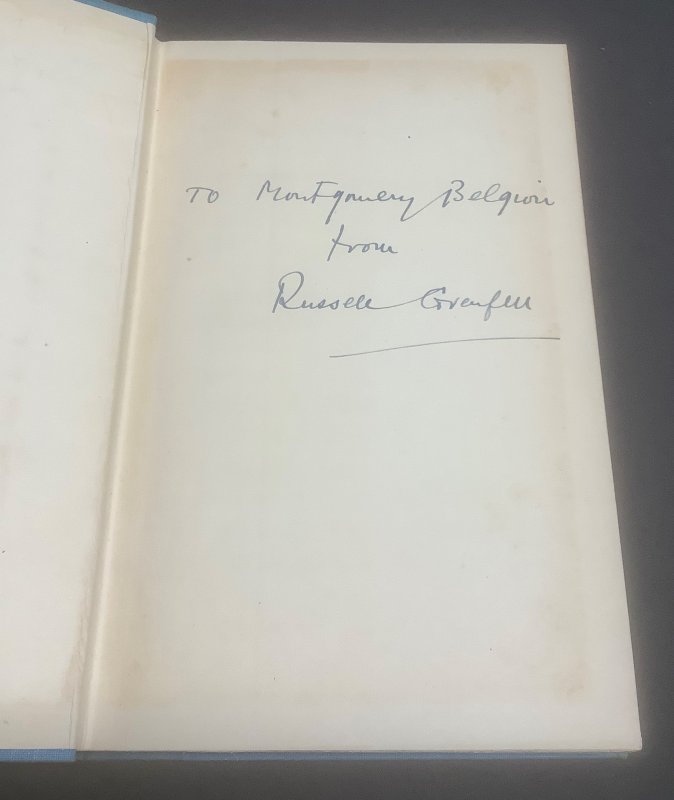 To Montgomery Belgion
from
Russell Grenfell